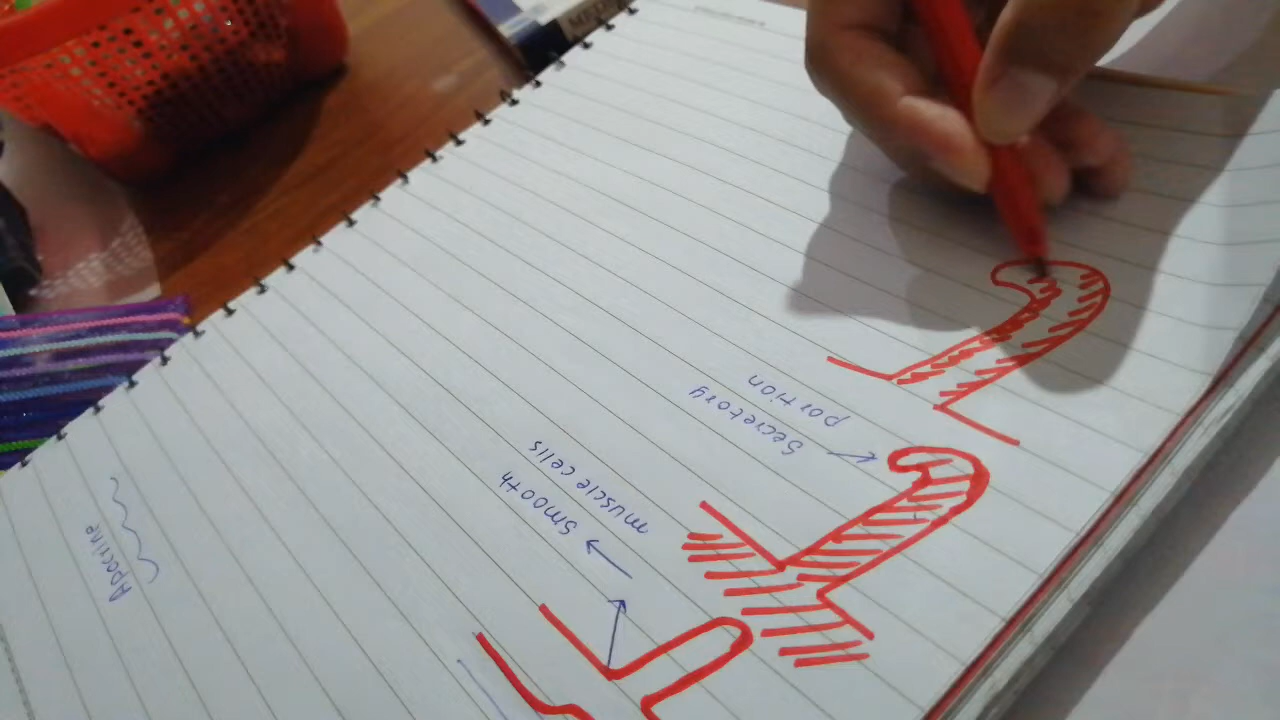 Apocrine
Smooth
muscle cells
Secretory
portion